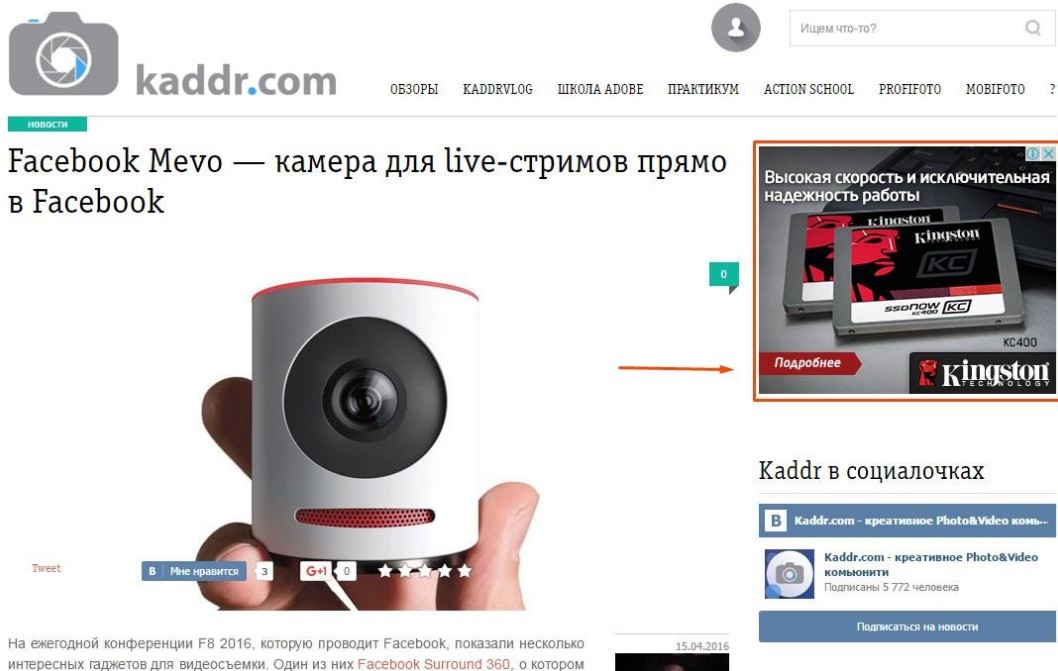 kaddr.com
Ищем что-то?
ОБЗОРЫ KADDRVLOG ШКОЛА ADOBE ПРАКТИКУМ ACTION SCHOOL PROFIFOTO MOBIFOTO ?
НОВОСТИ
Facebook Mevo — камера для live-стримов прямо
в Facebook
0
Tweet
B Мне нравится 3
G+1 0
На ежегодной конференции F8 2016, которую проводит Facebook, показали несколько
интересных гаджетов для видеосъемки. Один из них Facebook Surround 360, о котором
15.04.2016
Высокая скорость и исключительная
надежность работы
Kingston
Kingston
TECHNOLOGY
KC
SSDNOW KC
KC400
KC400
Подробнее
Kingston
TECHNOLOGY
Kaddr в социалочках
B Kaddr.com - креативное Photo&Video комь...
Kaddr.com - креативное Photo&Video
комьюнити
Подписаны 5 772 человека
Подписаться на новости